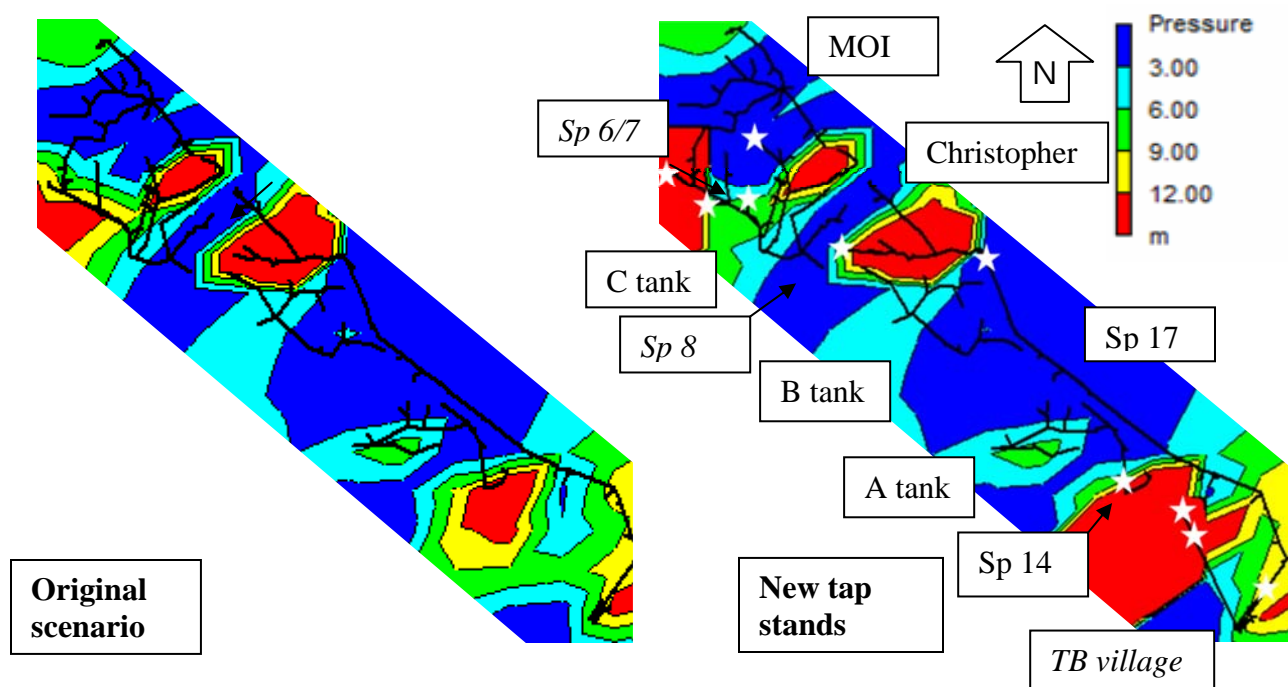 MOI
N
Pressure
3.00
6.00
9.00
12.00
m
Sp 6/7
Christopher
C tank
Sp 8
Sp 17
B tank
A tank
Sp 14
Original
scenario
New tap
stands
TB village